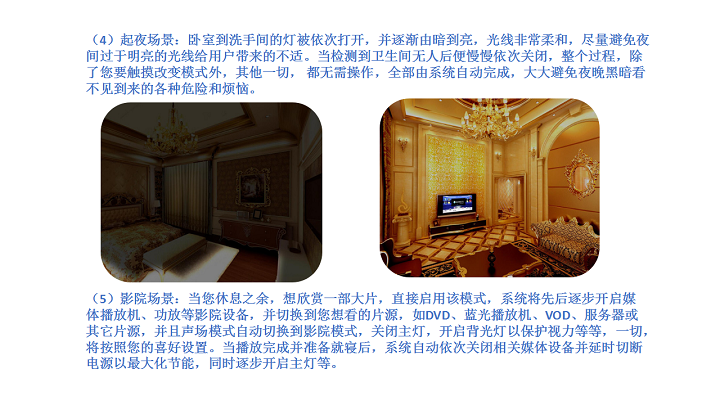 （4）起夜场景：卧室到洗手间的灯被依次打开，并逐渐由暗到亮，光线非常柔和，尽量避免夜
间过于明亮的光线给用户带来的不适。当检测到卫生间无人后便慢慢依次关闭，整个过程，除
了您要触摸改变模式外，其他一切， 都无需操作，全部由系统自动完成，大大避免夜晚黑暗看
不见到来的各种危险和烦恼。
（5）影院场景：当您休息之余，想欣赏一部大片，直接启用该模式，系统将先后逐步开启媒
体播放机、功放等影院设备，并切换到您想看的片源，如DVD、蓝光播放机、VOD、服务器或
其它片源，并且声场模式自动切换到影院模式，关闭主灯，开启背光灯以保护视力等等，一切，
将按照您的喜好设置。当播放完成并准备就寝后，系统自动依次关闭相关媒体设备并延时切断
电源以最大化节能，同时逐步开启主灯等。